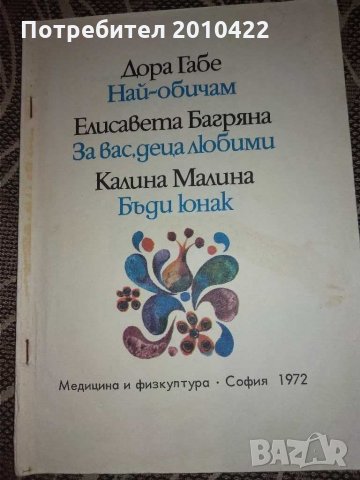 Потребител 2010422
Дора Габе
Най-обичам
Елисавета Багряна
За вас, деца любими
Калина Малина
Бъди юнак
Медицина и физкултура • София 1972
BAZAR